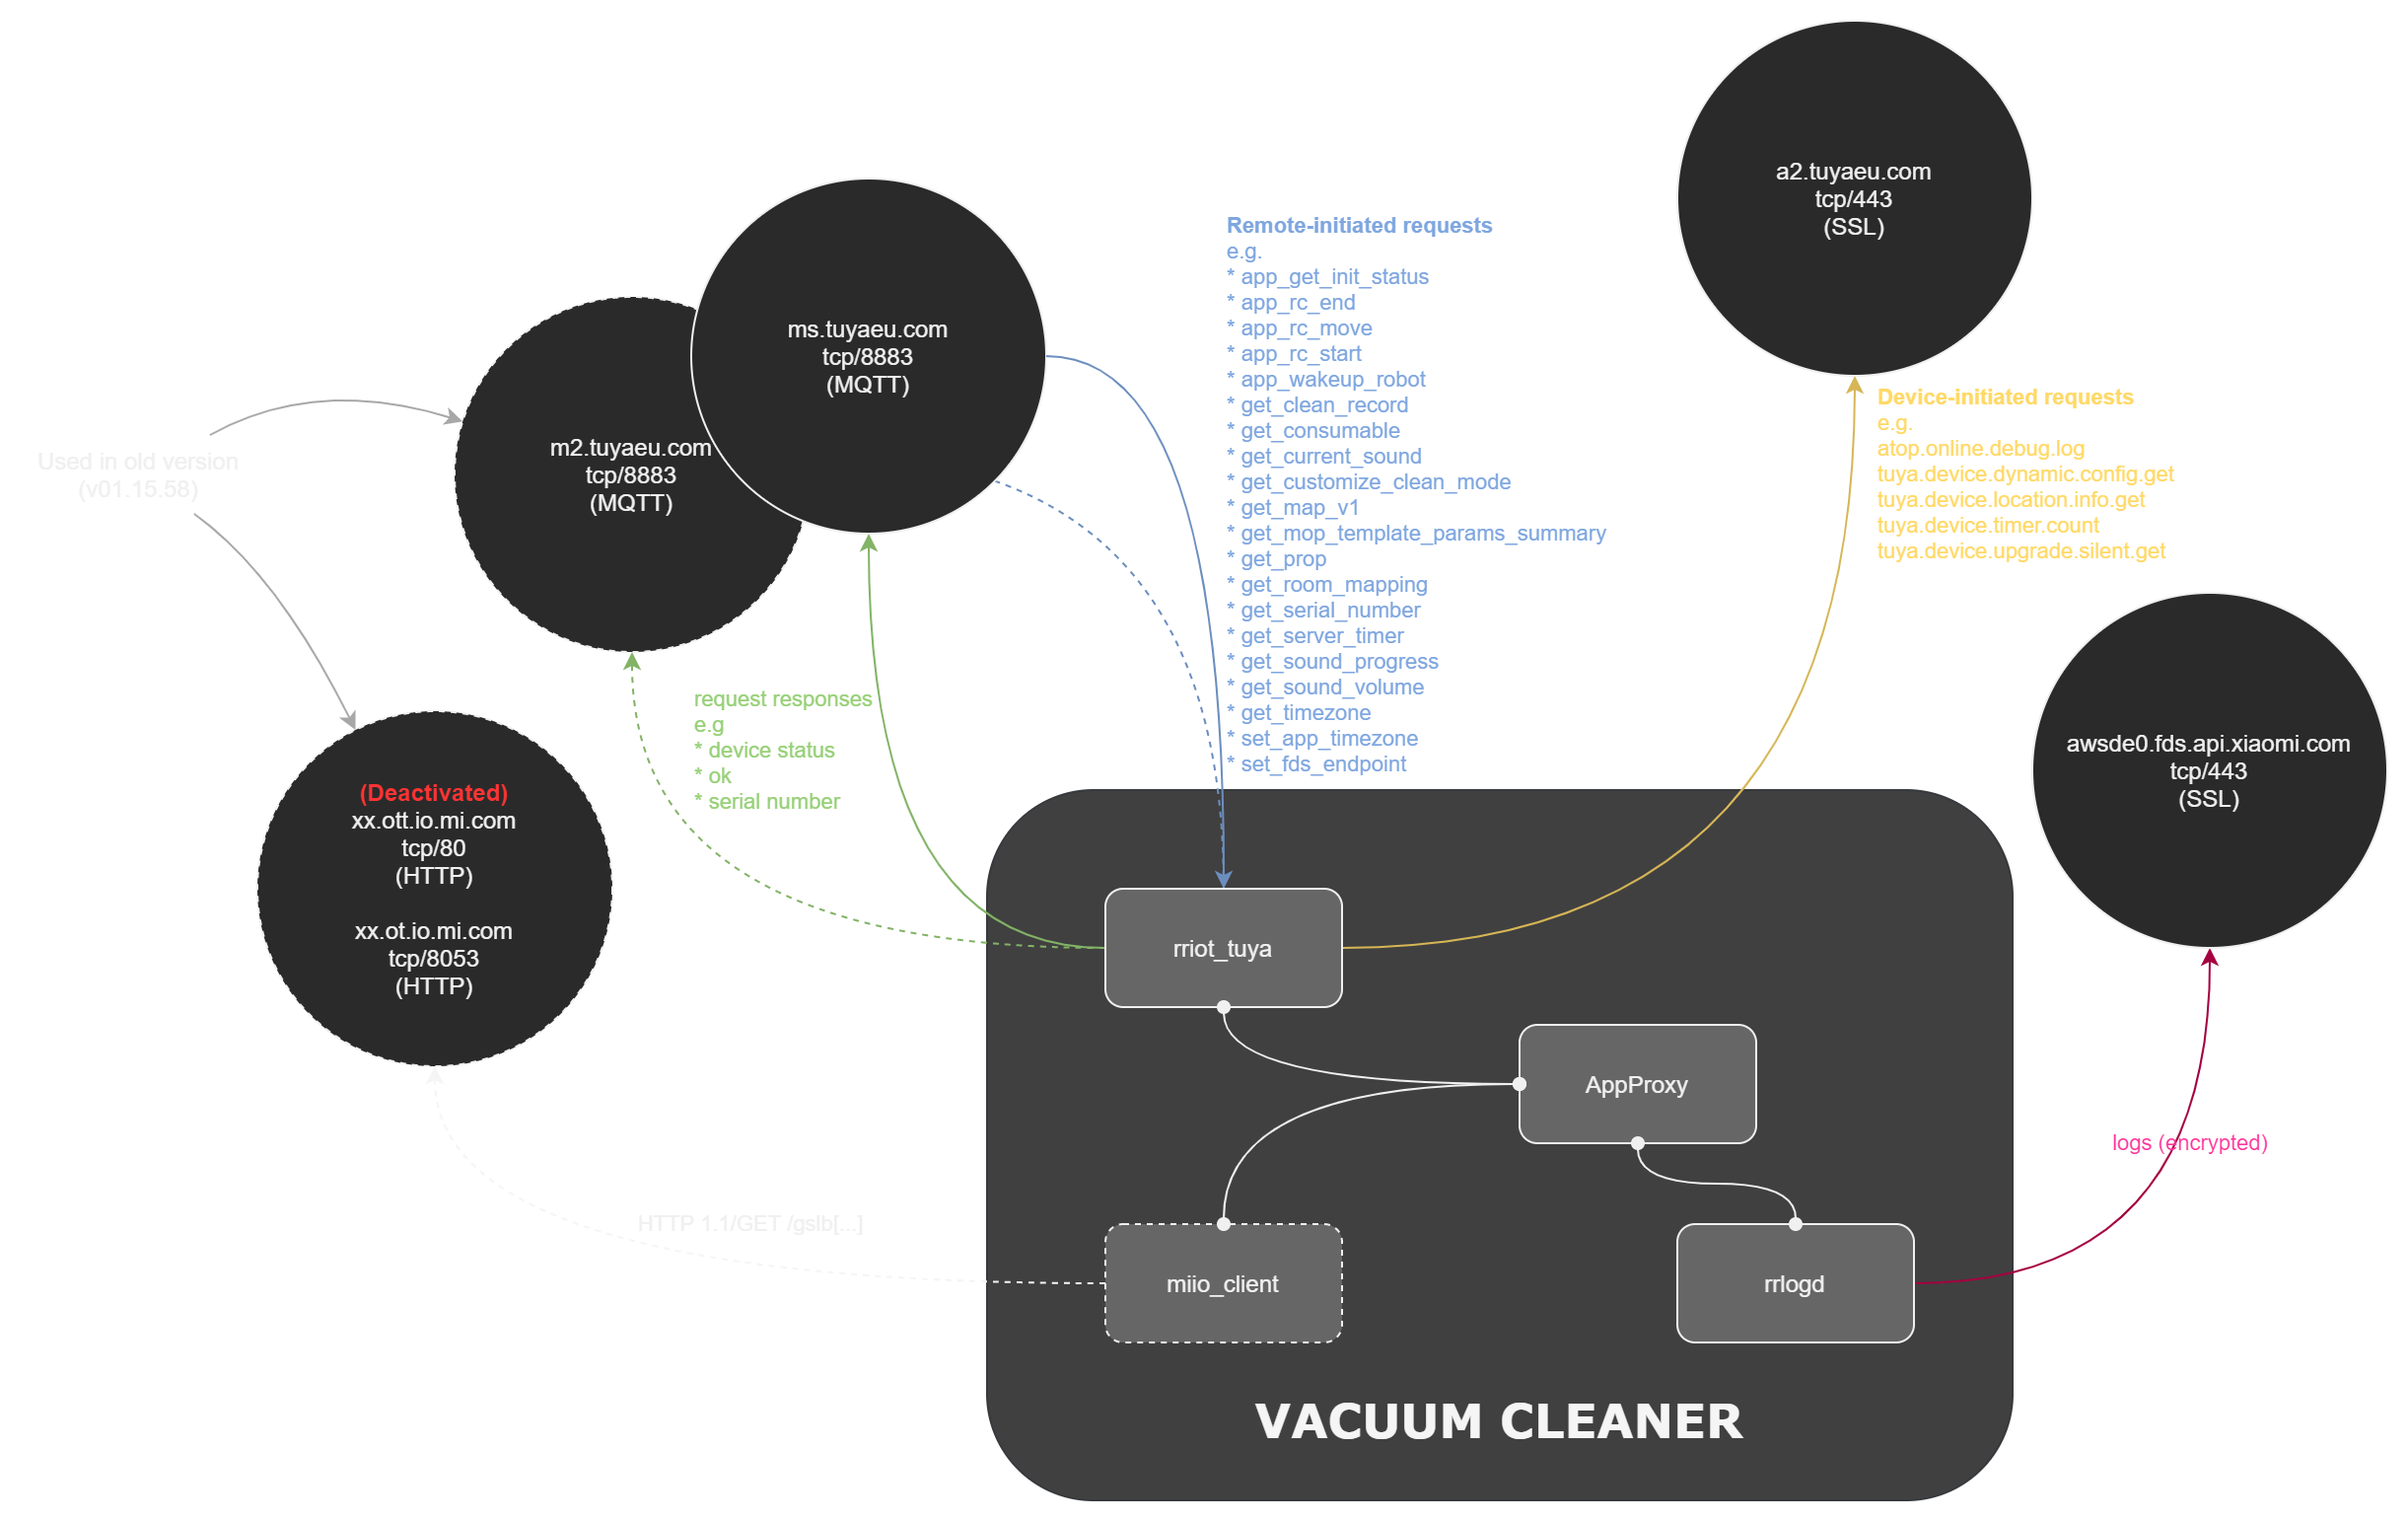 a2.tuyaeu.com
tcp/443
(SSL)
ms.tuyaeu.com
tcp/8883
(MQTT)
Remote-initiated requests
e.g.
* app_get_init_status
* app_rc_end
* app_rc_move
* app_rc_start
* app_wakeup_robot
* get_clean_record
* get_consumable
* get_current_sound
* get_customize_clean_mode
* get_map_v1
* get_mop_template_params_summary
* get_prop
* get_room_mapping
* get_serial_number
* get_server_timer
* get_sound_progress
* get_sound_volume
* get_timezone
* set_app_timezone
* set_fds_endpoint
Device-initiated requests
e.g.
atop.online.debug.log
tuya.device.dynamic.config.get
tuya.device.location.info.get
tuya.device.timer.count
tuya.device.upgrade.silent.get
m2.tuyaeu.com
tcp/8883
(MQTT)
Used in old version
(v01.15.58)
request responses
e.g
* device status
* ok
* serial number
awsde0.fds.api.xiaomi.com
tcp/443
(SSL)
(Deactivated)
xx.ott.io.mi.com
tcp/80
(HTTP)
xx.ot.io.mi.com
tcp/8053
(HTTP)
rriot_tuya
AppProxy
logs (encrypted)
HTTP 1.1/GET /gslb[...]
miio_client
rrlogd
VACUUM CLEANER